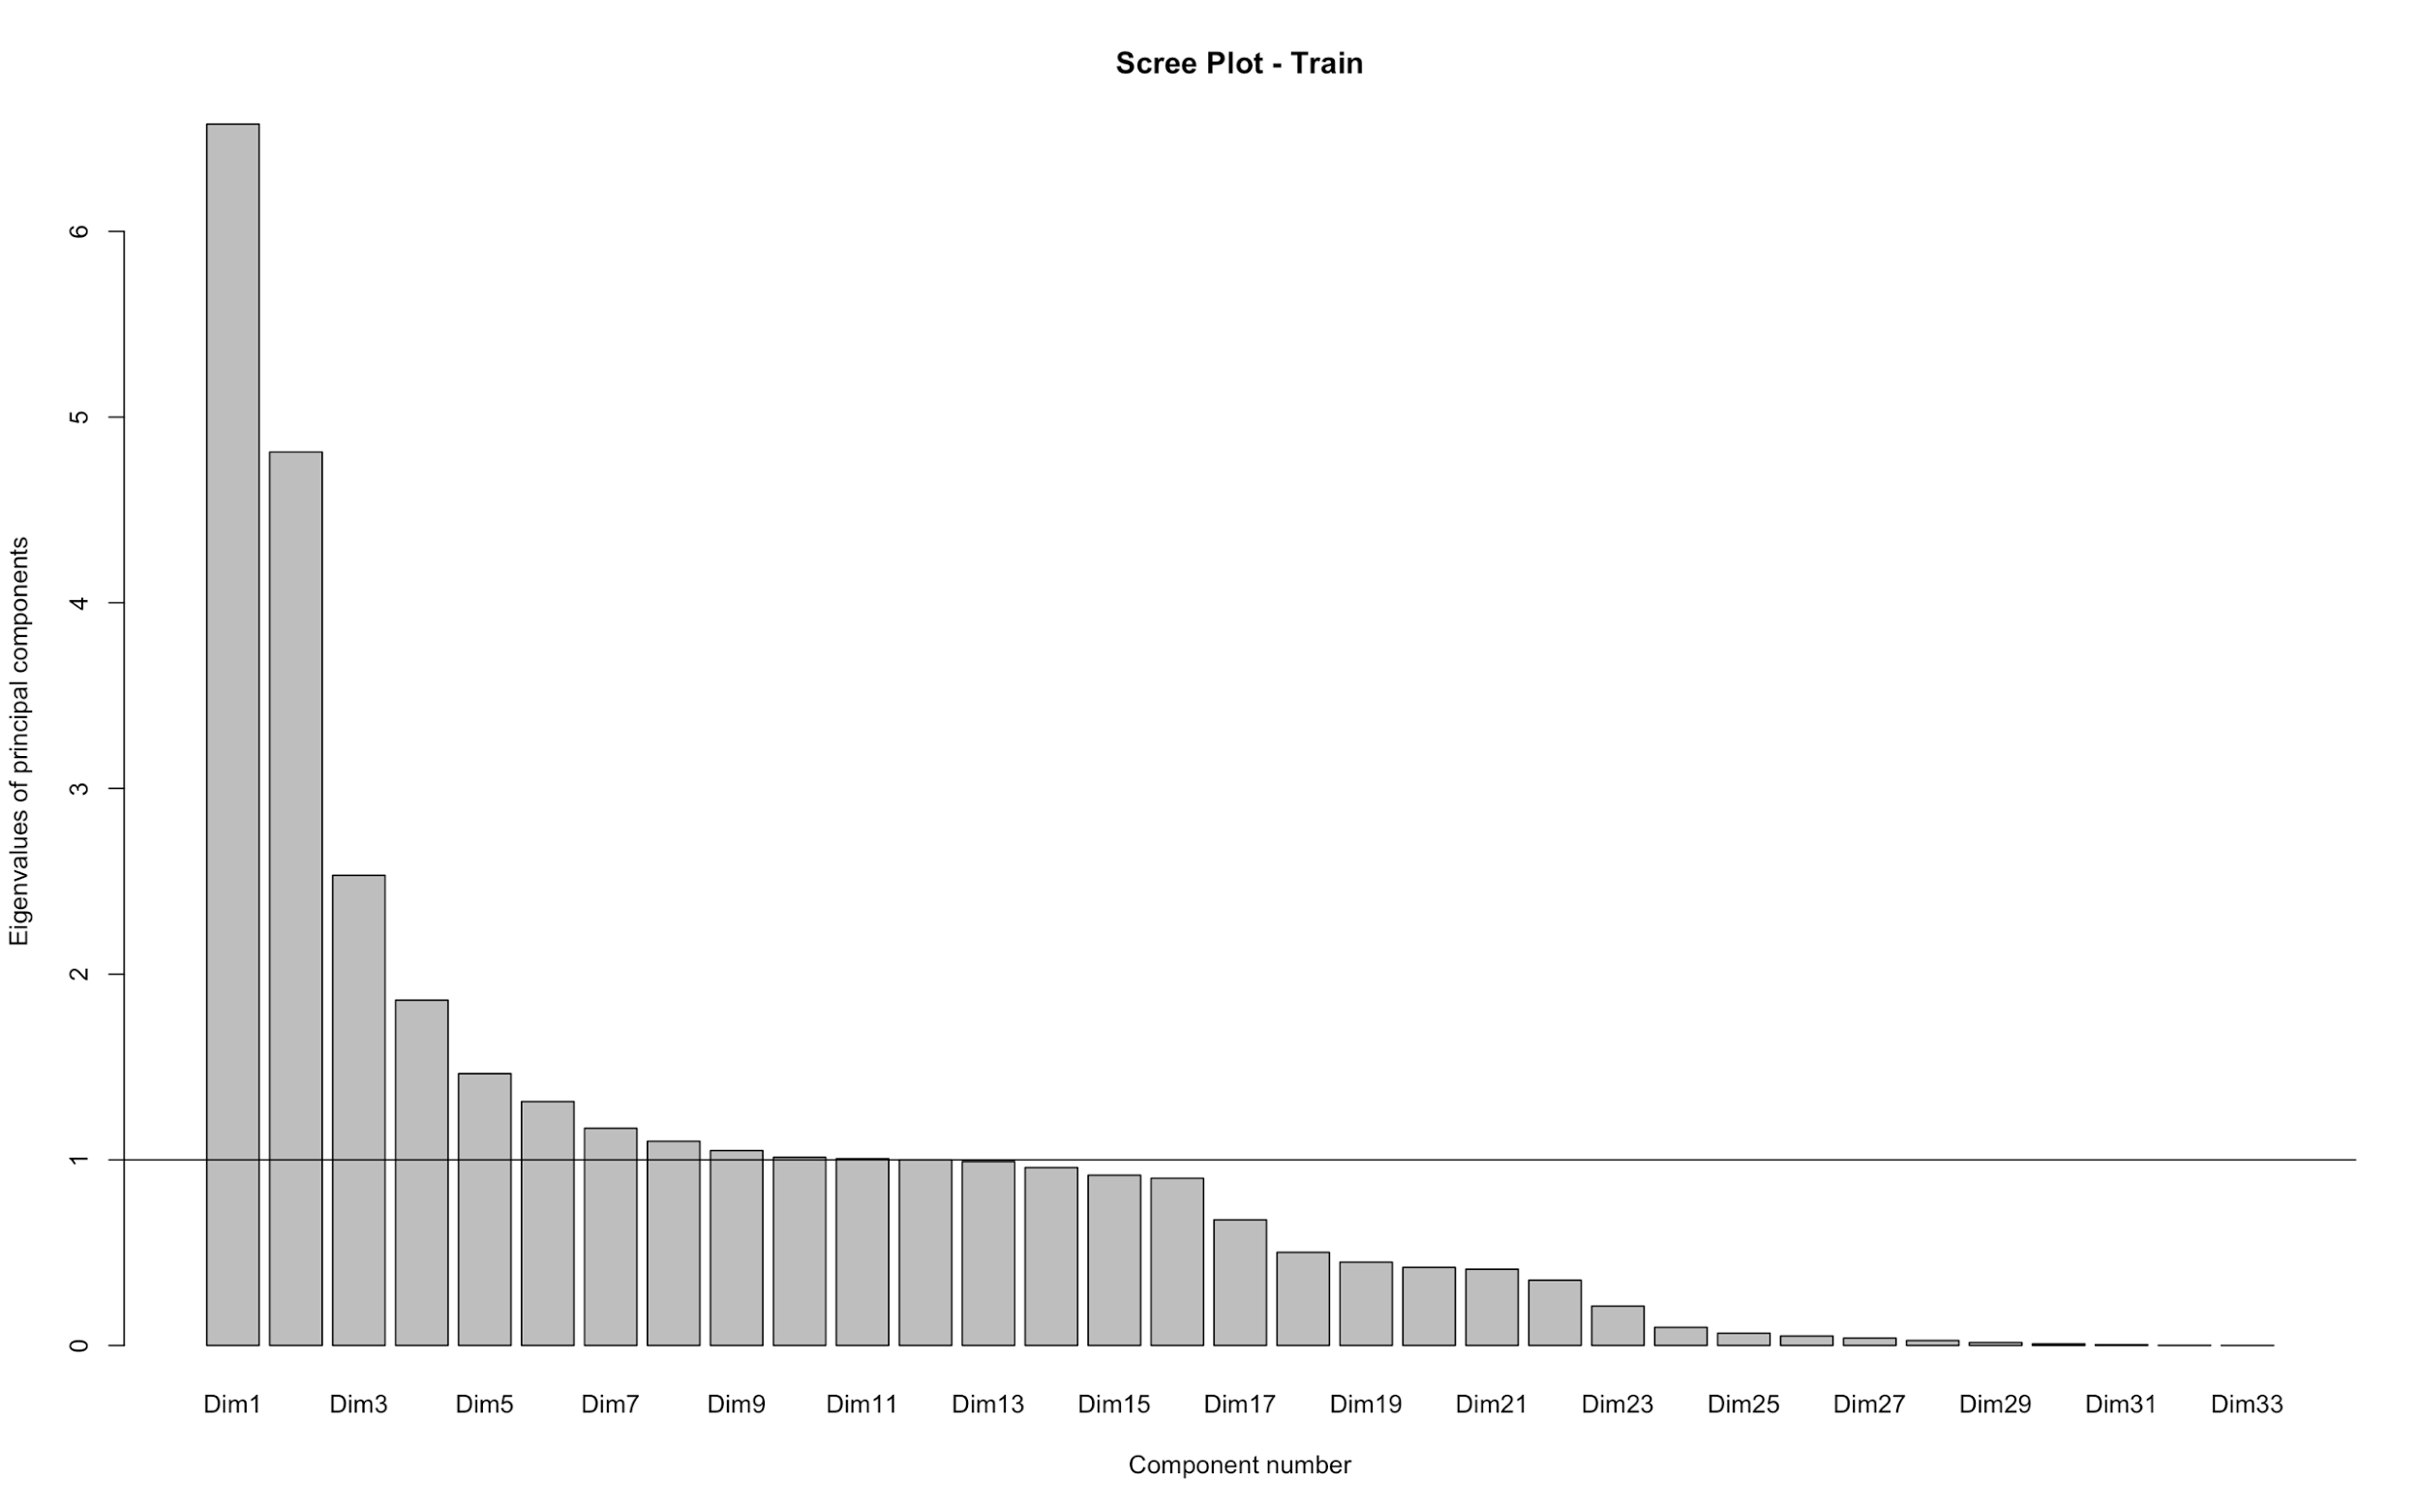 Scree Plot - Train
Eigenvalues of principal components
6
5
4
3
2
1
0
Dim1 Dim3 Dim5 Dim7 Dim9 Dim11 Dim13 Dim15 Dim17 Dim19 Dim21 Dim23 Dim25 Dim27 Dim29 Dim31 Dim33
Component number